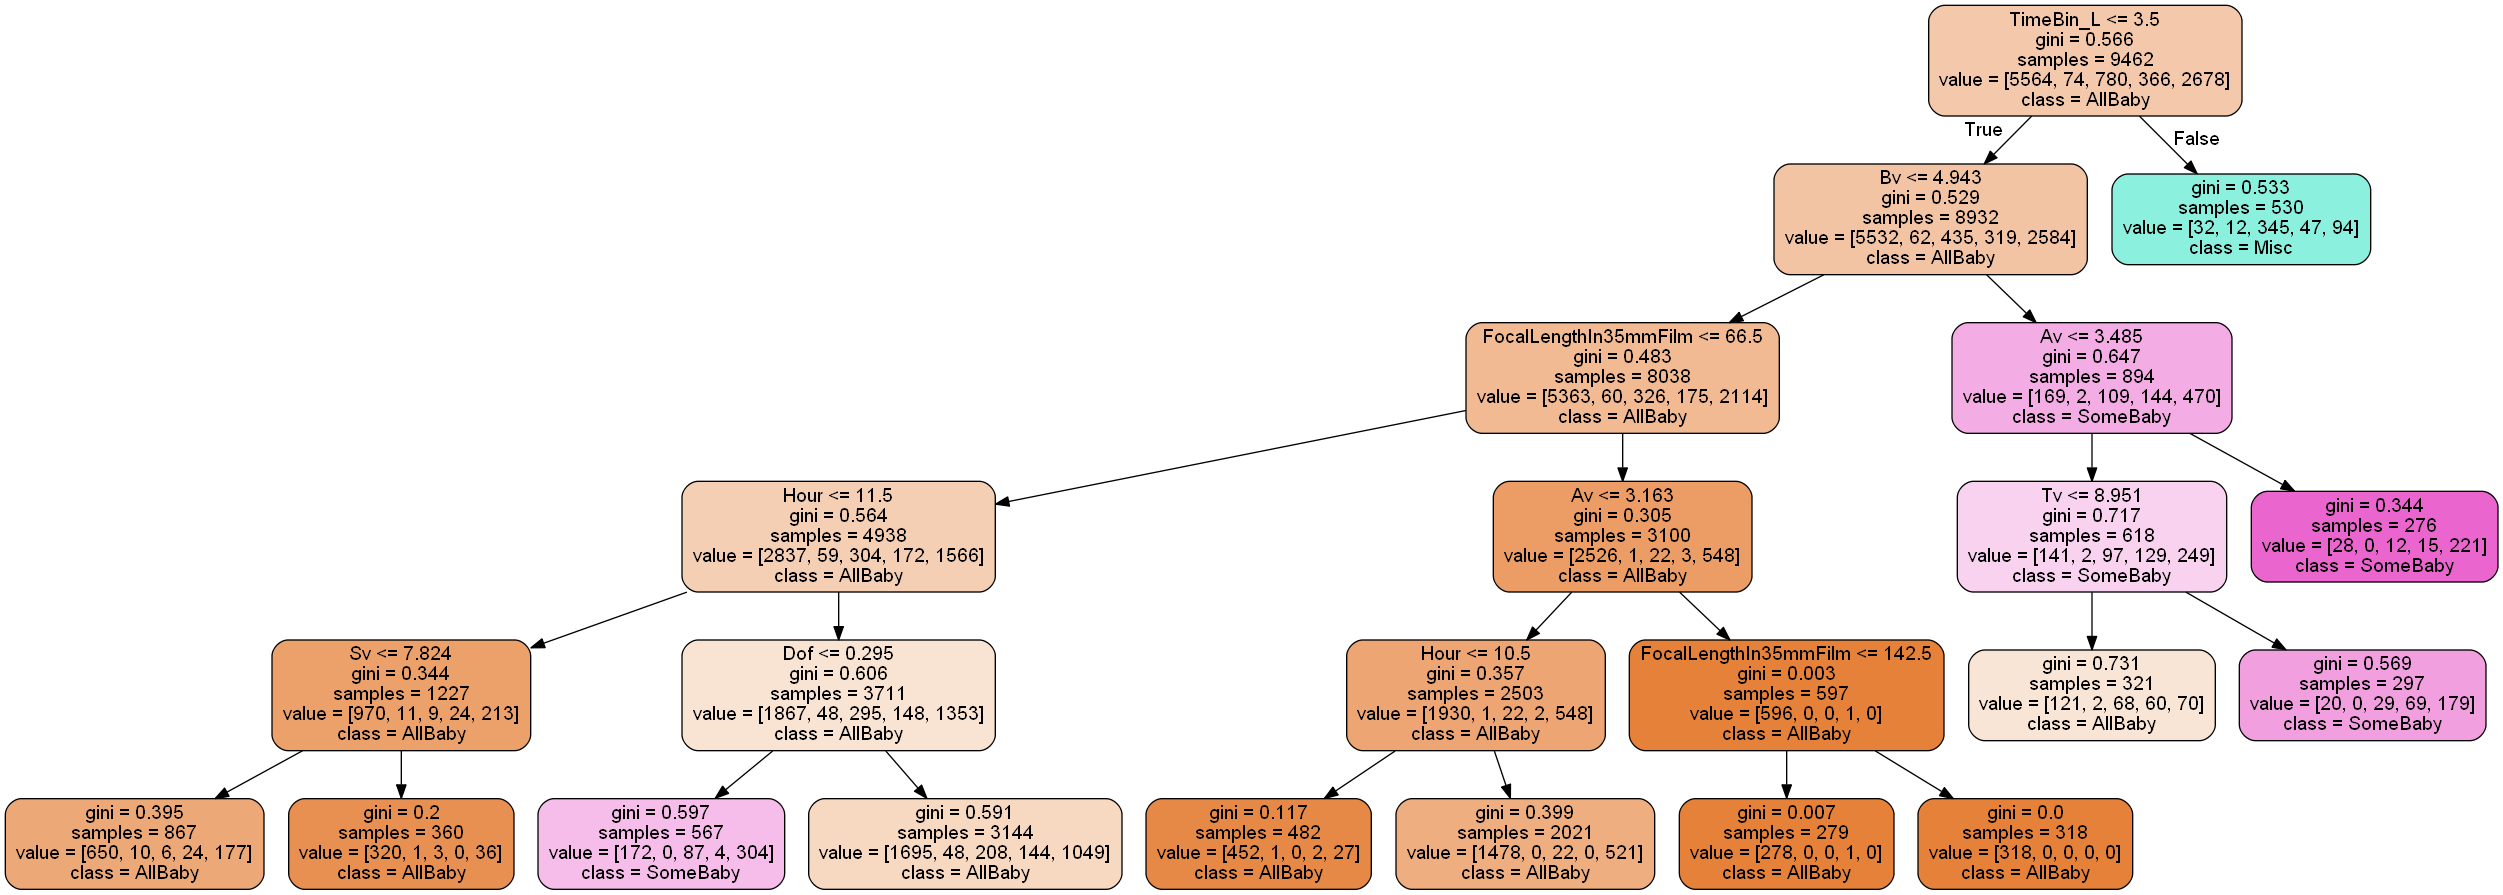 TimeBin_L <= 3.5
gini = 0.566
samples = 9462
value = [5564, 74, 780, 366, 2678]
class = AllBaby
True
False
Bv <= 4.943
gini = 0.529
samples = 8932
value = [5532, 62, 435, 319, 2584]
class = AllBaby
gini = 0.533
samples = 530
value = [32, 12, 345, 47, 94]
class = Misc
FocalLengthIn35mmFilm <= 66.5
gini = 0.483
samples = 8038
value = [5363, 60, 326, 175, 2114]
class = AllBaby
Av <= 3.485
gini = 0.647
samples = 894
value = [169, 2, 109, 144, 470]
class = SomeBaby
Hour <= 11.5
gini = 0.564
samples = 4938
value = [2837, 59, 304, 172, 1566]
class = AllBaby
Av <= 3.163
gini = 0.305
samples = 3100
value = [2526, 1, 22, 3, 548]
class = AllBaby
Tv <= 8.951
gini = 0.717
samples = 618
value = [141, 2, 97, 129, 249]
class = SomeBaby
gini = 0.344
samples = 276
value = [28, 0, 12, 15, 221]
class = SomeBaby
Sv <= 7.824
gini = 0.344
samples = 1227
value = [970, 11, 9, 24, 213]
class = AllBaby
Dof <= 0.295
gini = 0.606
samples = 3711
value = [1867, 48, 295, 148, 1353]
class = AllBaby
Hour <= 10.5
gini = 0.357
samples = 2503
value = [1930, 1, 22, 2, 548]
class = AllBaby
FocalLengthIn35mmFilm <= 142.5
gini = 0.003
samples = 597
value = [596, 0, 0, 1, 0]
class = AllBaby
gini = 0.731
samples = 321
value = [121, 2, 68, 60, 70]
class = AllBaby
gini = 0.569
samples = 297
value = [20, 0, 29, 69, 179]
class = SomeBaby
gini = 0.395
samples = 867
value = [650, 10, 6, 24, 177]
class = AllBaby
gini = 0.2
samples = 360
value = [320, 1, 3, 0, 36]
class = AllBaby
gini = 0.597
samples = 567
value = [172, 0, 87, 4, 304]
class = SomeBaby
gini = 0.591
samples = 3144
value = [1695, 48, 208, 144, 1049]
class = AllBaby
gini = 0.117
samples = 482
value = [452, 1, 0, 2, 27]
class = AllBaby
gini = 0.399
samples = 2021
value = [1478, 0, 22, 0, 521]
class = AllBaby
gini = 0.007
samples = 279
value = [278, 0, 0, 1, 0]
class = AllBaby
gini = 0.0
samples = 318
value = [318, 0, 0, 0, 0]
class = AllBaby